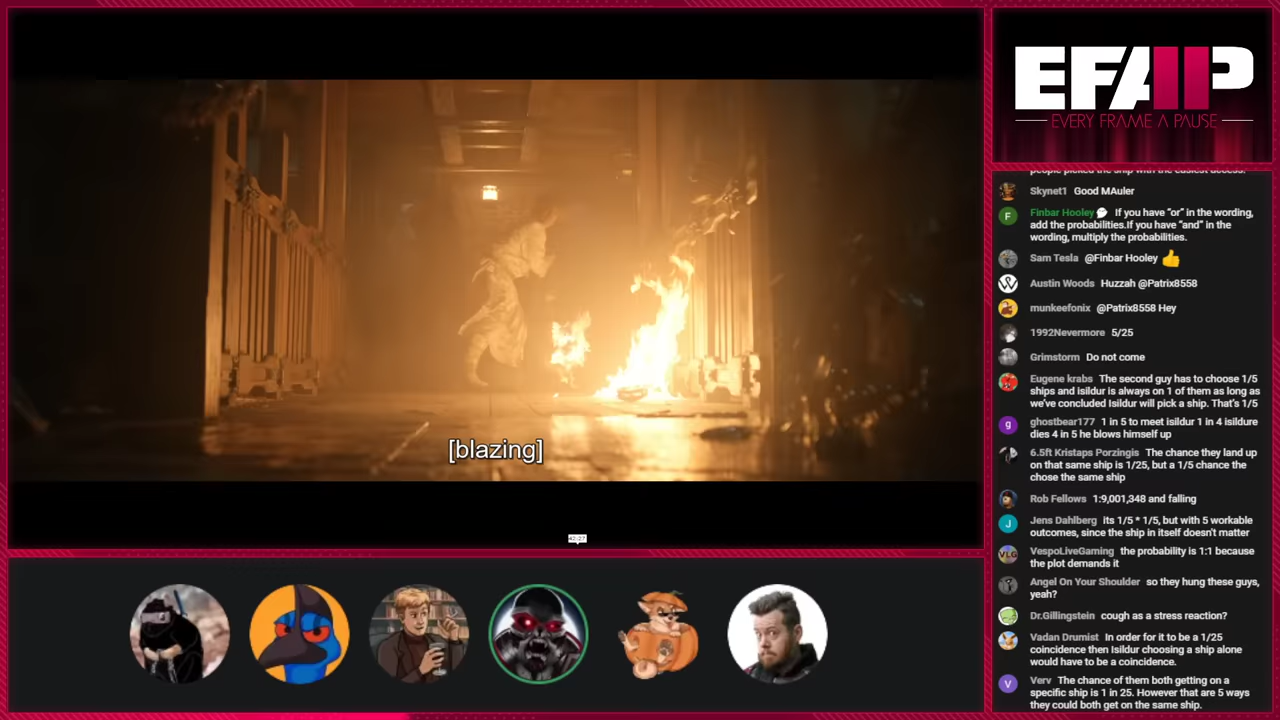 [blazing]
42:27
EFAP
EVERY FRAME A PAUSE
people picked the ship with the easiest access.
Skynet1 Good MAuler
Finbar Hooley If you have "or" in the wording,
add the probabilities.If you have "and" in the
wording, multiply the probabilities.
Sam Tesla @Finbar Hooley
Austin Woods Huzzah @Patrix8558
munkeefonix @Patrix8558 Hey
1992Nevermore 5/25
Grimstorm Do not come
Eugene krabs The second guy has to choose 1/5
ships and isildur is always on 1 of them as long as
we've concluded Isildur will pick a ship. That's 1/5
ghostbear177 1 in 5 to meet isildur 1 in 4 isildure
dies 4 in 5 he blows himself up
6.5ft Kristaps Porzingis The chance they land up
on that same ship is 1/25, but a 1/5 chance the
chose the same ship
Rob Fellows 1:9,001,348 and falling
Jens Dahlberg its 1/5 * 1/5, but with 5 workable
outcomes, since the ship in itself doesn't matter
VespoLiveGaming the probability is 1:1 because
the plot demands it
Angel On Your Shoulder so they hung these guys,
yeah?
Dr.Gillingstein cough as a stress reaction?
Vadan Drumist In order for it to be a 1/25
coincidence then Isildur choosing a ship alone
would have to be a coincidence.
Verv The chance of them both getting on a
specific ship is 1 in 25. However that are 5 ways
they could both get on the same ship.